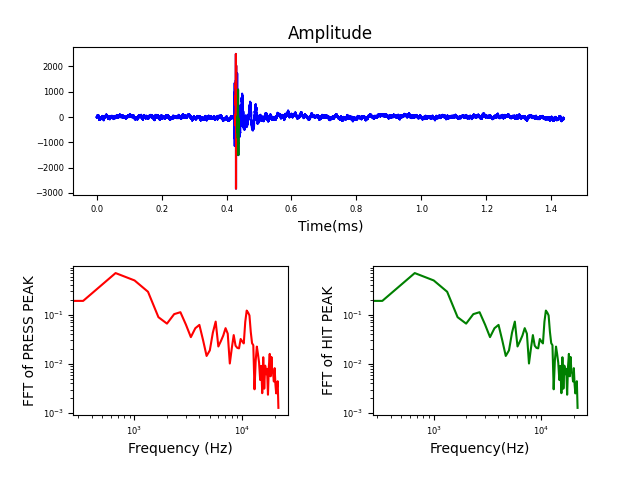 Amplitude
2000
1000
0
−1000
−2000
−3000
0.0 0.2 0.4 0.6 0.8 1.0 1.2 1.4
Time(ms)
FFT of PRESS PEAK
10⁻¹
10⁻²
10⁻³
10³ 10⁴
Frequency (Hz)
FFT of HIT PEAK
10⁻¹
10⁻²
10⁻³
10³ 10⁴
Frequency(Hz)